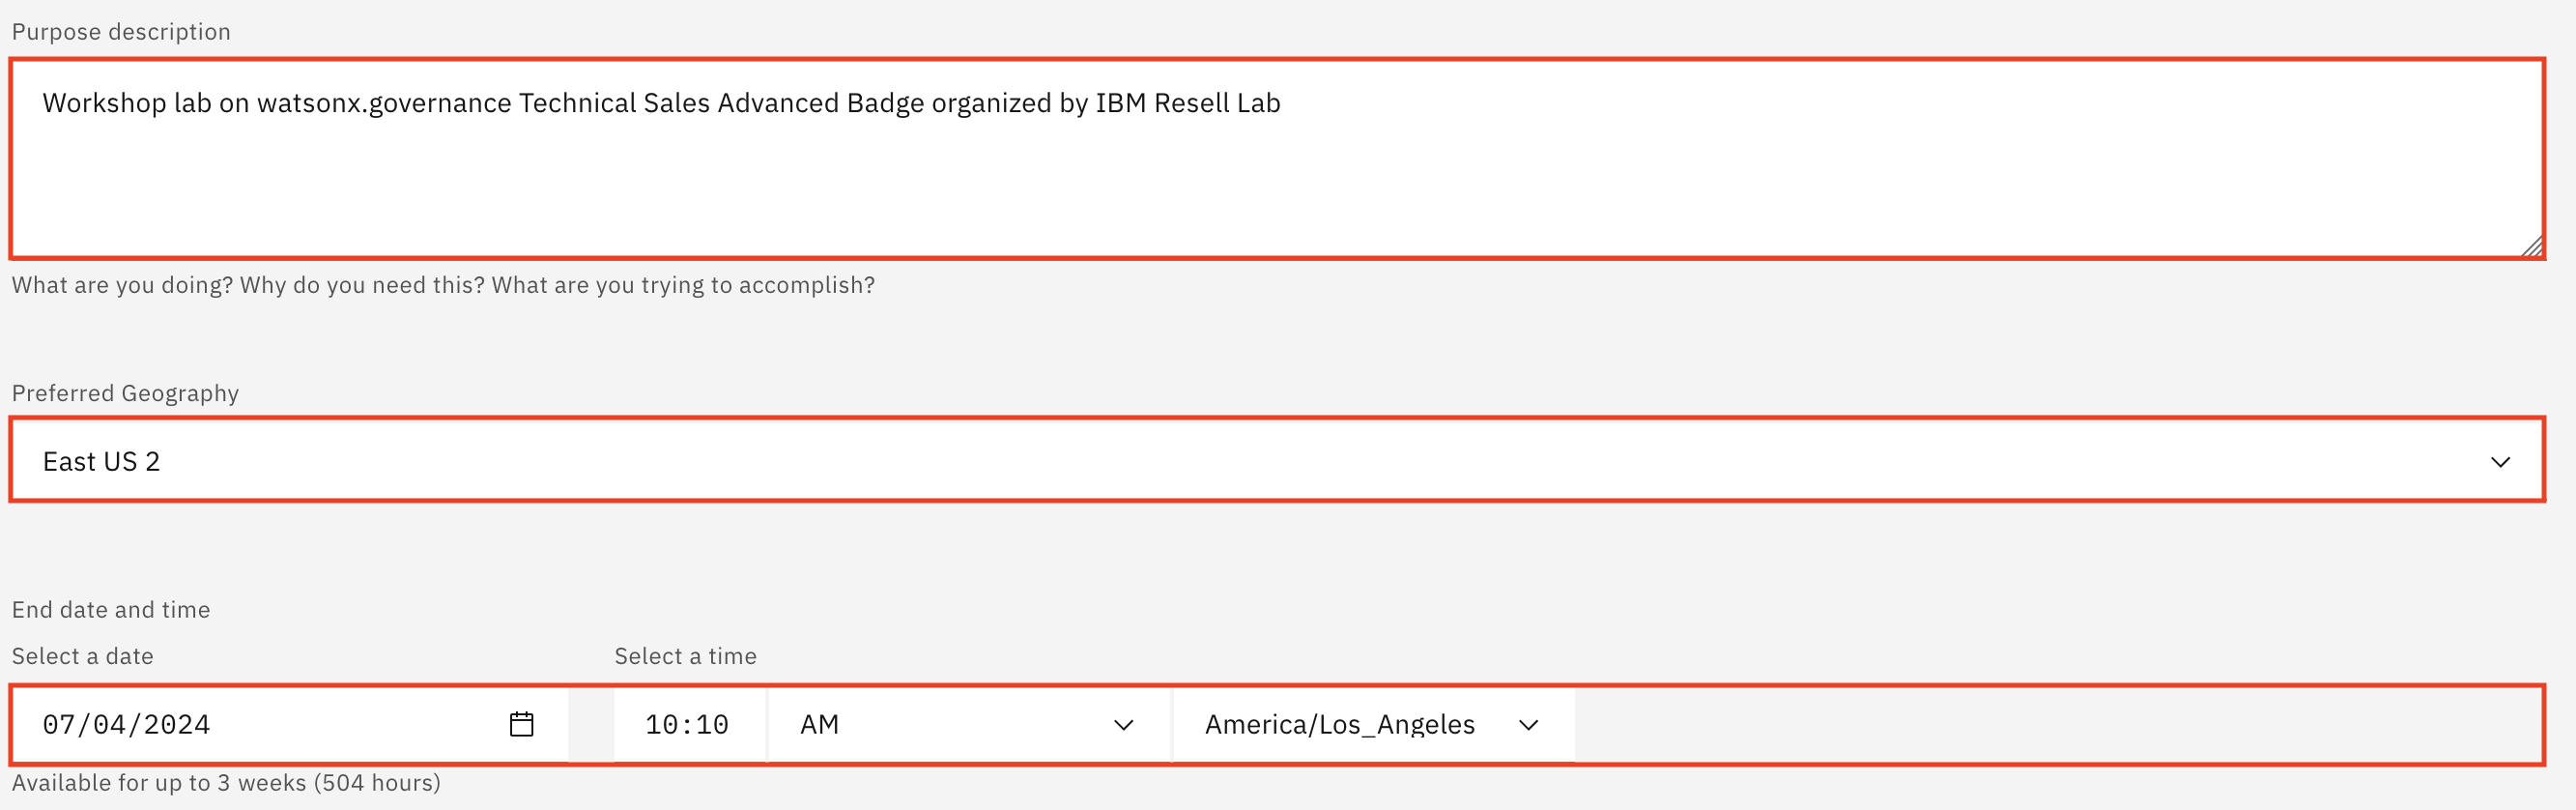 Purpose description
Workshop lab on watsonx.governance Technical Sales Advanced Badge organized by IBM Resell Lab
What are you doing? Why do you need this? What are you trying to accomplish?
Preferred Geography
East US 2
End date and time
Select a date Select a time
07/04/2024 10:10 AM America/Los_Angeles
Available for up to 3 weeks (504 hours)